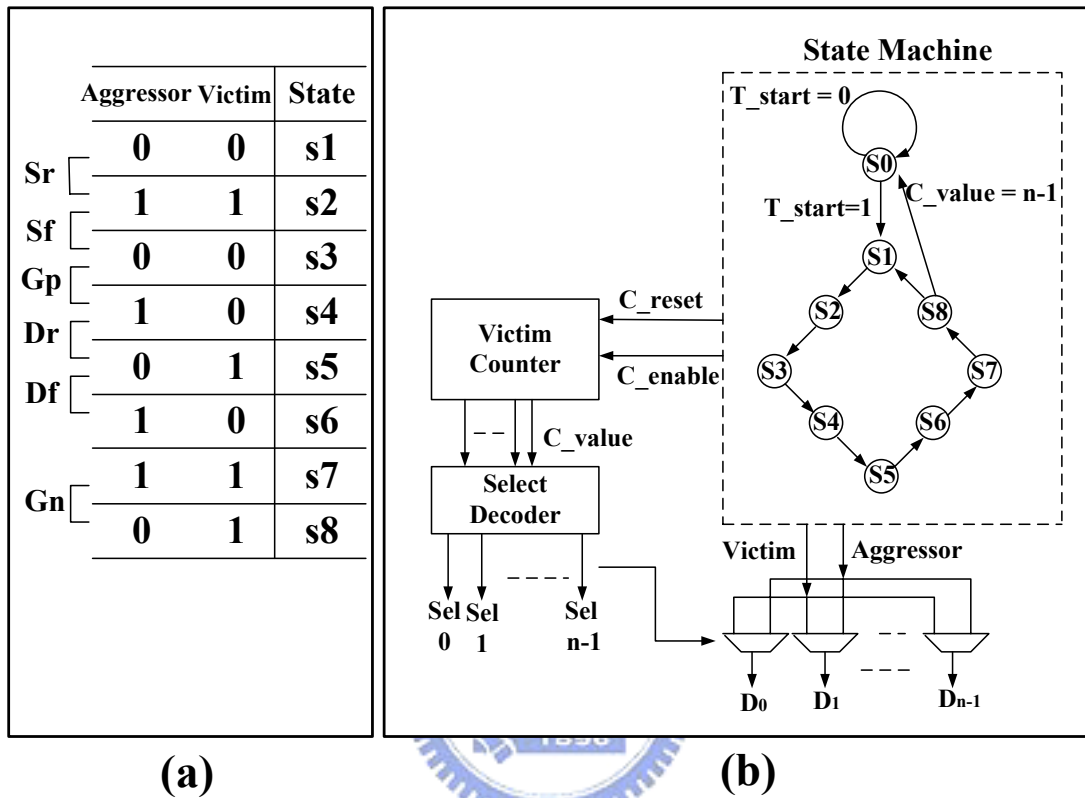 Aggressor Victim State
0 0 s1
Sr
1 1 s2
Sf
0 0 s3
Gp
1 0 s4
Dr
0 1 s5
Df
1 0 s6
1 1 s7
Gn
0 1 s8
(a)
State Machine
T_start = 0
S0
T_start=1
C_value = n-1
S1
S2
S8
S3
S7
S4
S6
S5
C_reset
Victim
Counter
C_enable
C_value
Select
Decoder
Victim
Aggressor
Sel
0
Sel
1
Sel
n-1
D0
D1
Dn-1
(b)